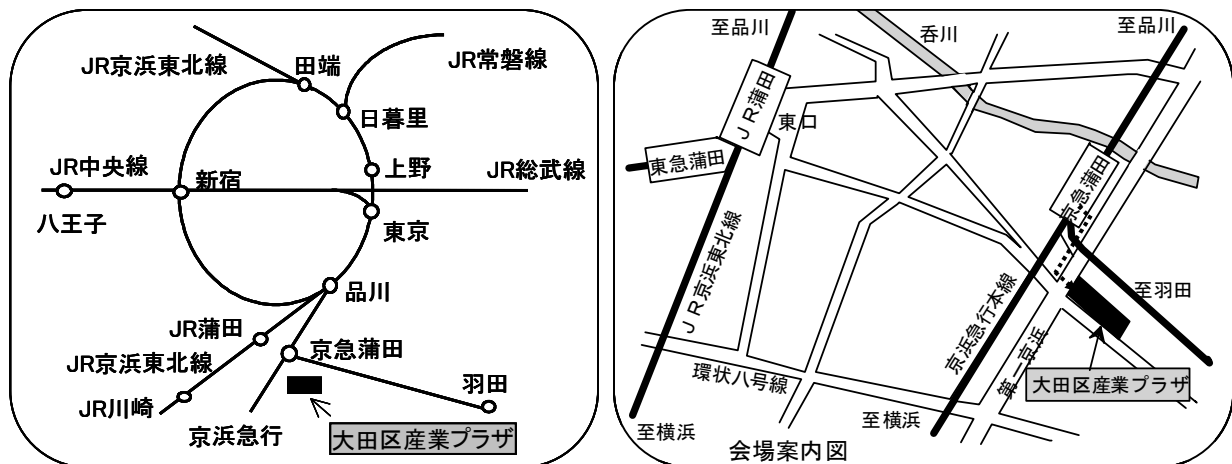 JR京浜東北線
田端
JR常磐線
日暮里
JR中央線
新宿
上野
JR総武線
八王子
東京
品川
JR蒲田
JR京浜東北線
京急蒲田
羽田
JR川崎
京浜急行
大田区産業プラザ
至品川
呑川
至品川
JR蒲田
東口
東急蒲田
京急蒲田
JR京浜東北線
至羽田
京浜急行本線
第一京浜
環状八号線
大田区産業プラザ
至横浜
至横浜
会場案内図